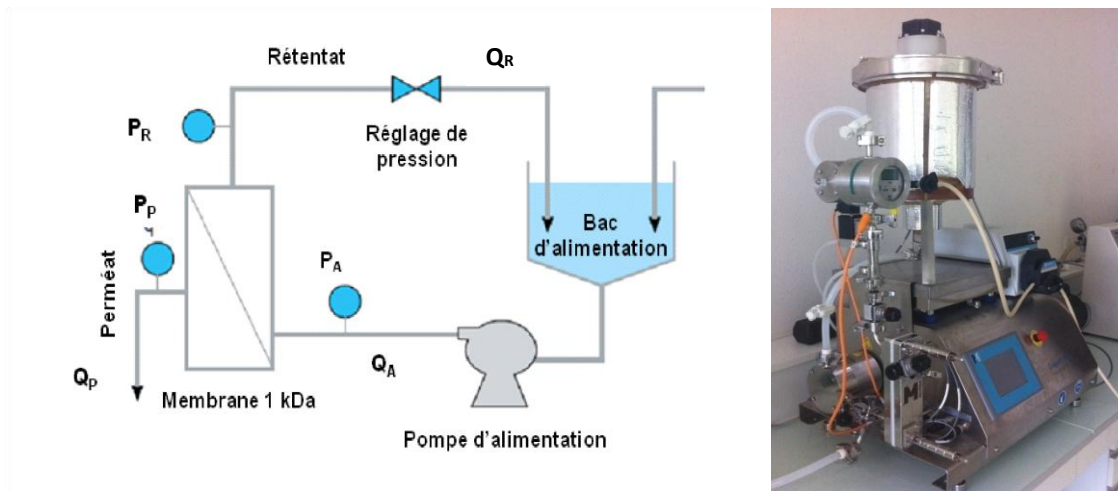 Rétentat
QR
PR
Réglage de
pression
PP
Bac
d'alimentation
PA
Perméat
QA
QP
Membrane 1 kDa
Pompe d'alimentation
M